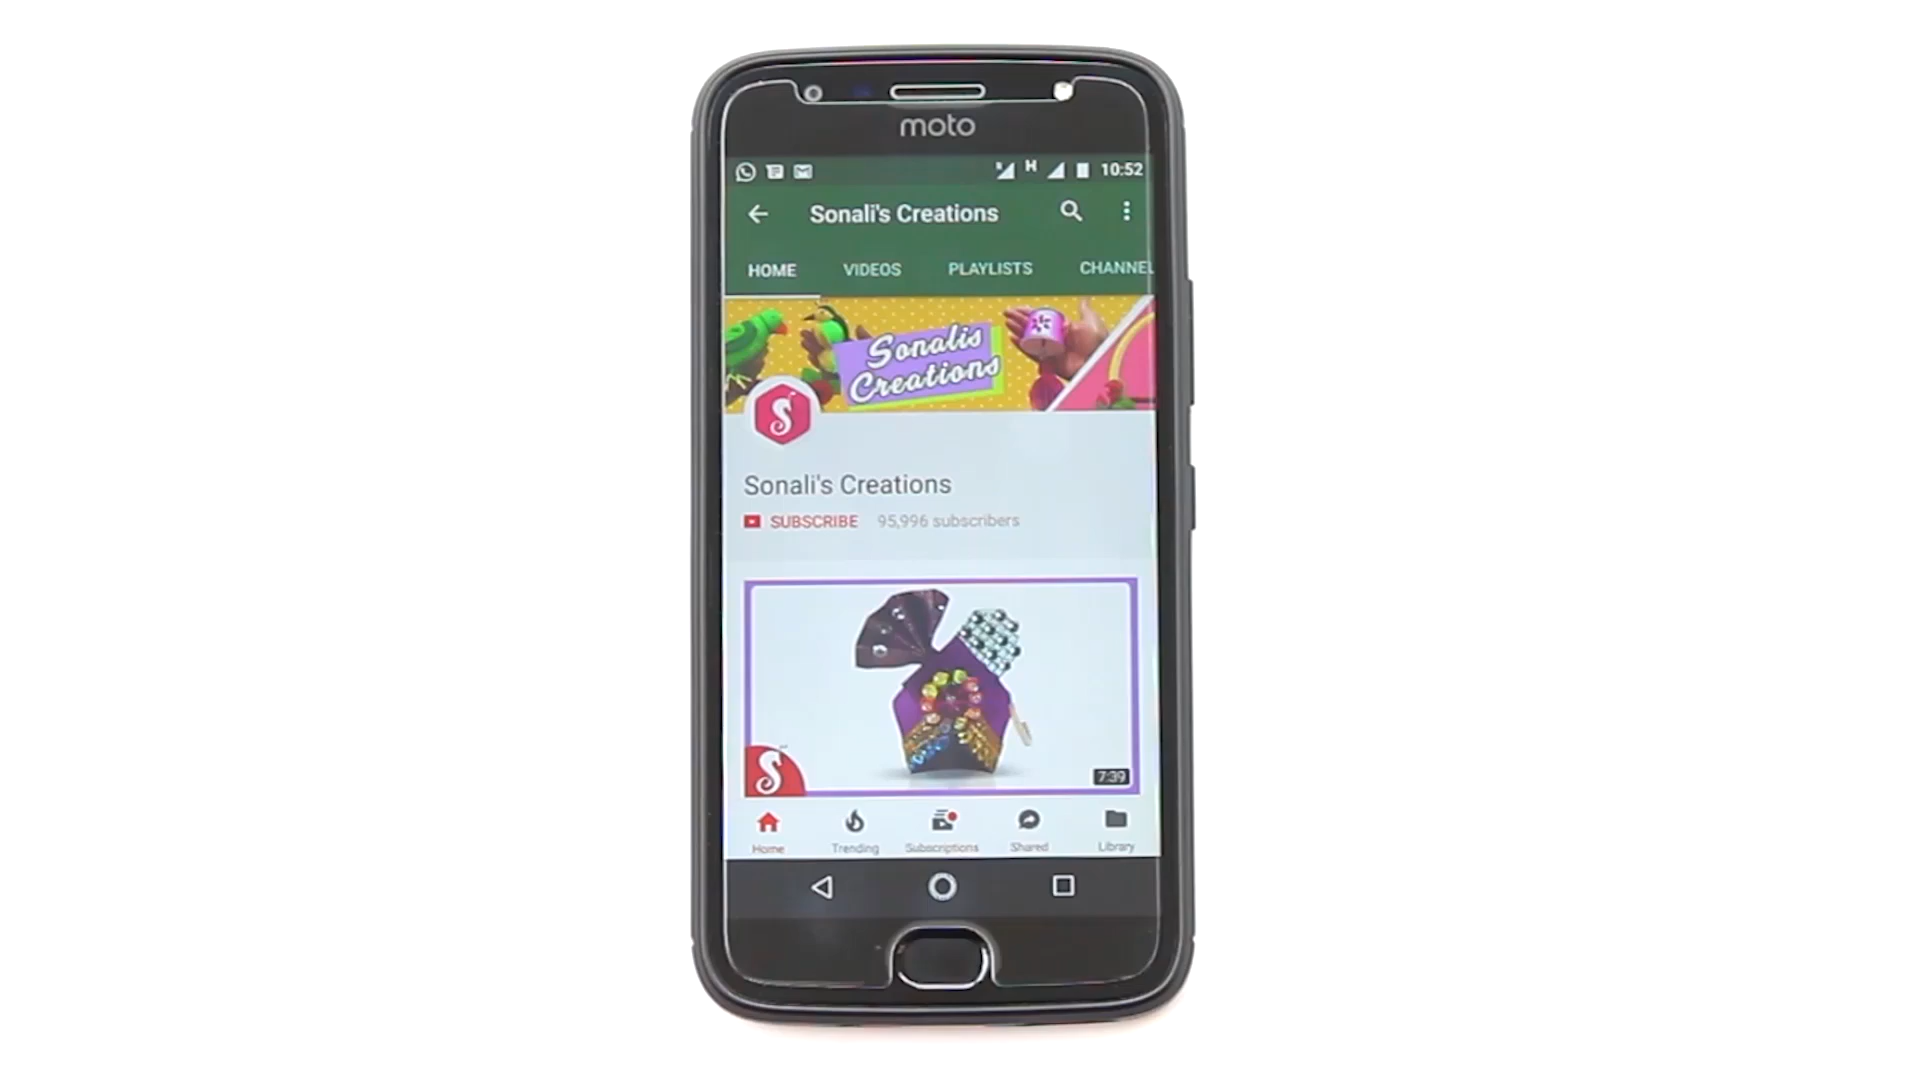 moto
H 10:52
Sonali's Creations
HOME VIDEOS PLAYLISTS CHANNEL
Sonalis
Creations
Sonali's Creations
SUBSCRIBE 95,996 subscribers
7:39
Home Trending Subscriptions Shared Library